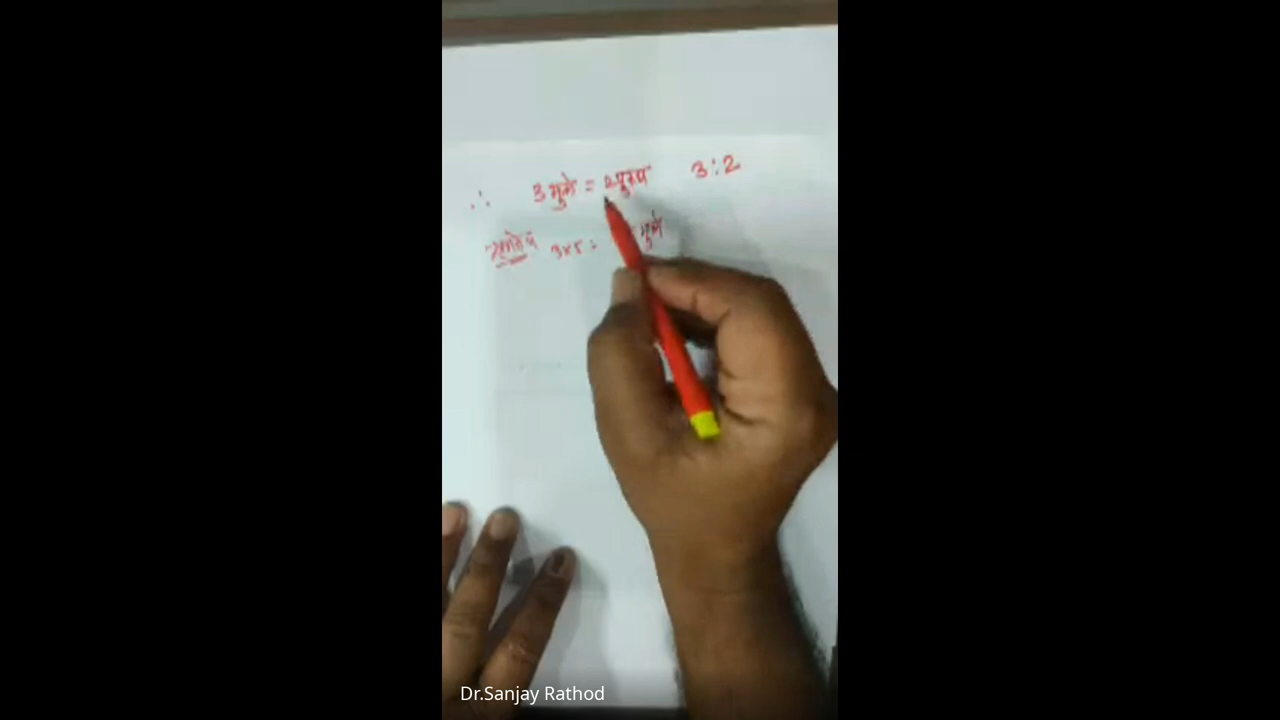 ∴ 3 मुले = 2 पुरुष 3:2
3×5 = मुले
Dr.Sanjay Rathod